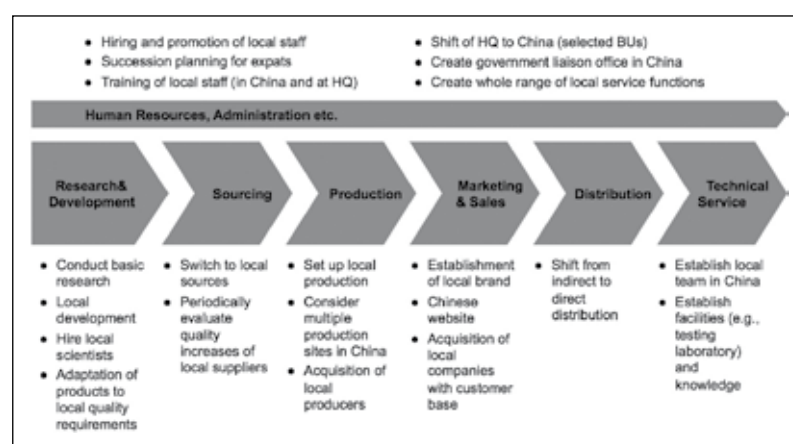 • Hiring and promotion of local staff
• Succession planning for expats
• Training of local staff (in China and at HQ)
• Shift of HQ to China (selected BUs)
• Create government liaison office in China
• Create whole range of local service functions
Human Resources, Administration etc.
Research&
Development
Sourcing
Production
Marketing
& Sales
Distribution
Technical
Service
• Conduct basic
research
• Local
development
• Hire local
scientists
• Adaptation of
products to
local quality
requirements
• Switch to local
sources
• Periodically
evaluate
quality
increases of
local suppliers
• Set up local
production
• Consider
multiple
production
sites in China
• Acquisition of
local
producers
• Establishment
of local brand
• Chinese
website
• Acquisition of
local
companies
with customer
base
• Shift from
indirect to
direct
distribution
• Establish local
team in China
• Establish
facilities (e.g.,
testing
laboratory)
and
knowledge